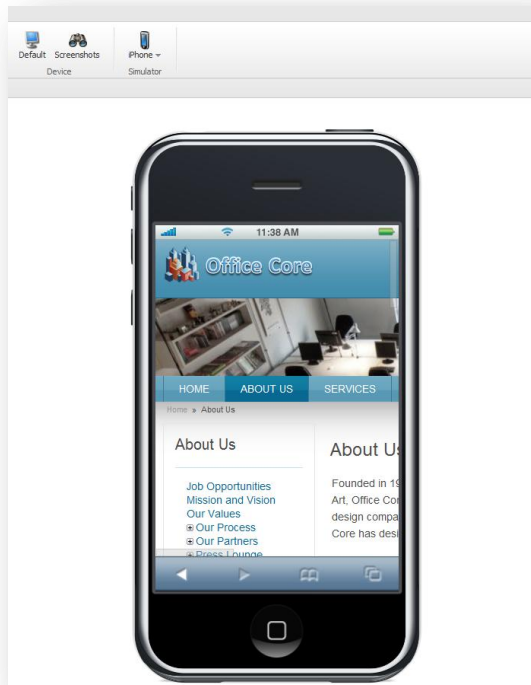 Default Screenshots iPhone
Device Simulator
11:38 AM
Office Core
HOME ABOUT US SERVICES
Home » About Us
About Us
Job Opportunities
Mission and Vision
Our Values
Our Process
Our Partners
Press Lounge
About Us
Founded in 19
Art, Office Cor
design compa
Core has desi